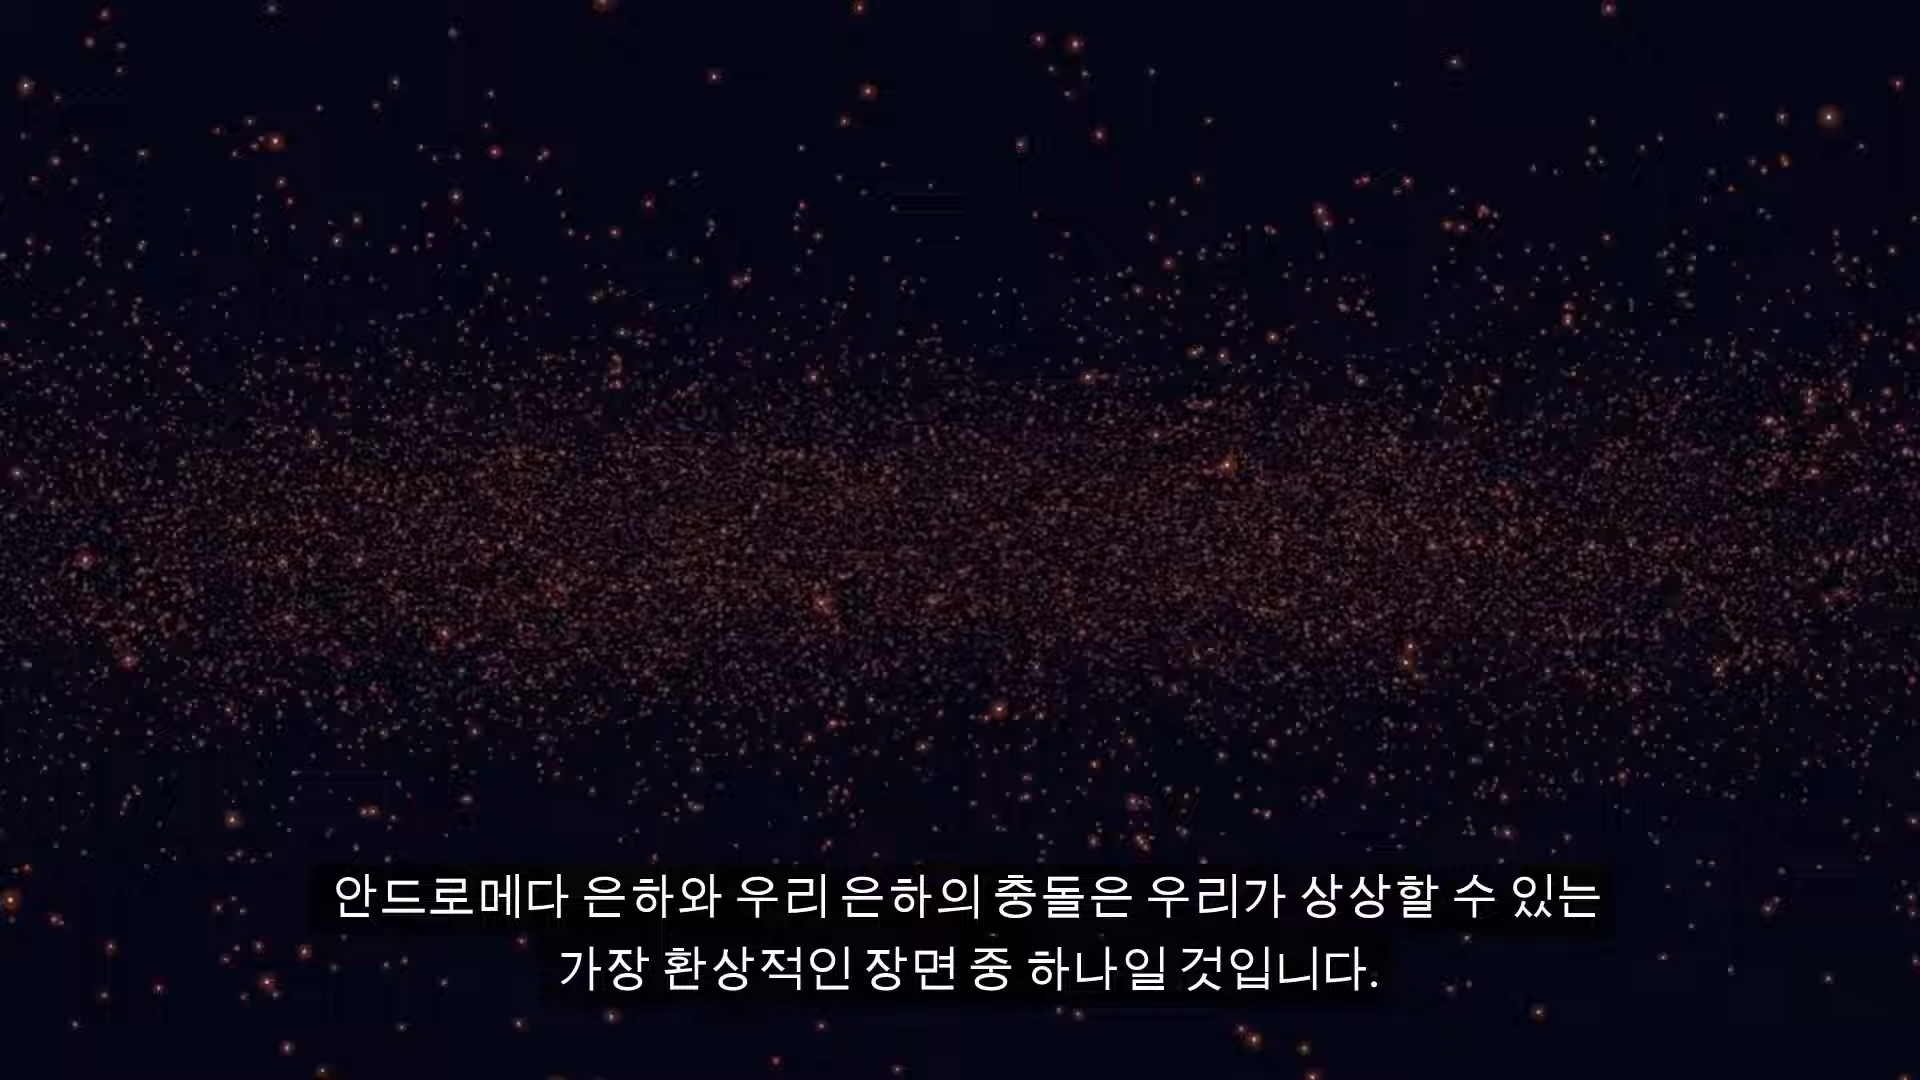 안드로메다 은하와 우리 은하의 충돌은 우리가 상상할 수 있는
가장 환상적인 장면 중 하나일 것입니다.